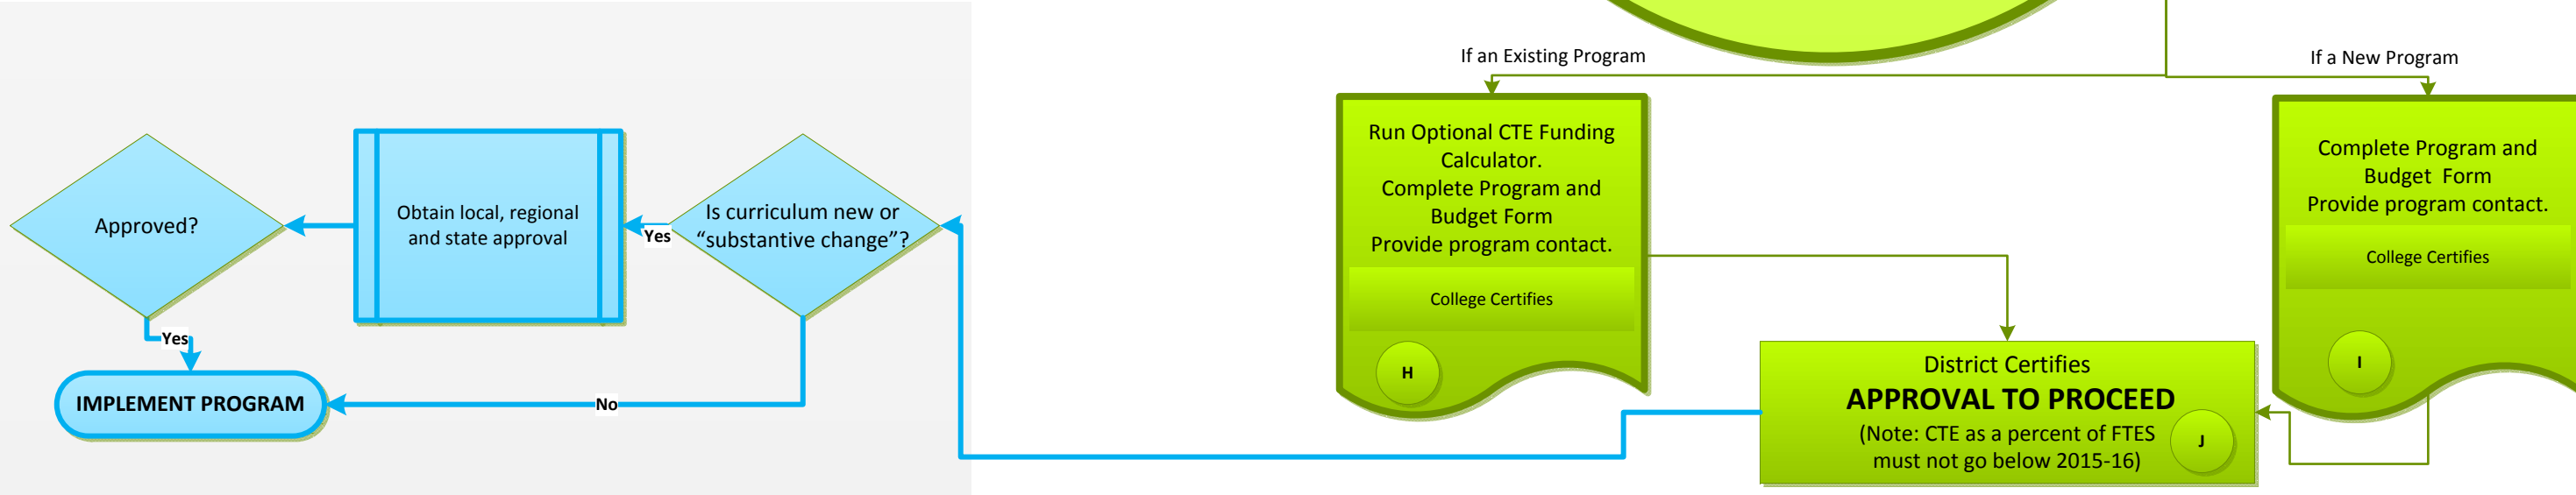 If an Existing Program
If a New Program
Run Optional CTE Funding
Calculator.
Complete Program and
Budget Form
Provide program contact.
College Certifies
H
Complete Program and
Budget Form
Provide program contact.
College Certifies
I
District Certifies
APPROVAL TO PROCEED
(Note: CTE as a percent of FTES
must not go below 2015-16)
J
Is curriculum new or
“substantive change”?
Yes
Obtain local, regional
and state approval
Approved?
Yes
No
IMPLEMENT PROGRAM